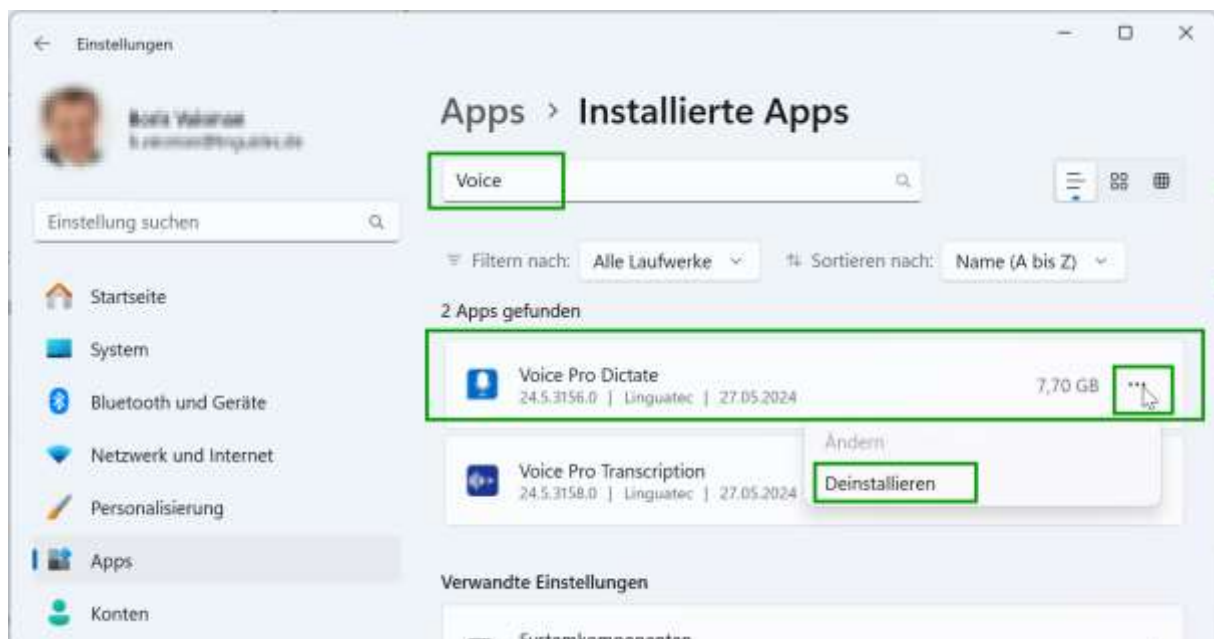 Einstellungen
Einstellung suchen
Startseite
System
Bluetooth und Geräte
Netzwerk und Internet
Personalisierung
Apps
Konten
Apps > Installierte Apps
Voice
Filtern nach: Alle Laufwerke Sortieren nach: Name (A bis Z)
2 Apps gefunden
Voice Pro Dictate
24.5.3156.0 | Linguatec | 27.05.2024
7,70 GB
Ändern
Deinstallieren
Voice Pro Transcription
24.5.3158.0 | Linguatec | 27.05.2024
Verwandte Einstellungen
Systemkomponenten